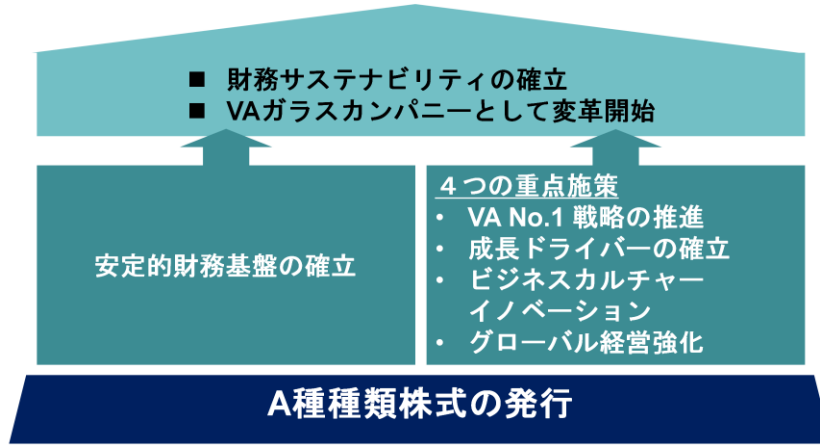 ■ 財務サステナビリティの確立
■ VAガラスカンパニーとして変革開始
安定的財務基盤の確立
４つの重点施策
• VA No.1 戦略の推進
• 成長ドライバーの確立
• ビジネスカルチャー
イノベーション
• グローバル経営強化
A種種類株式の発行